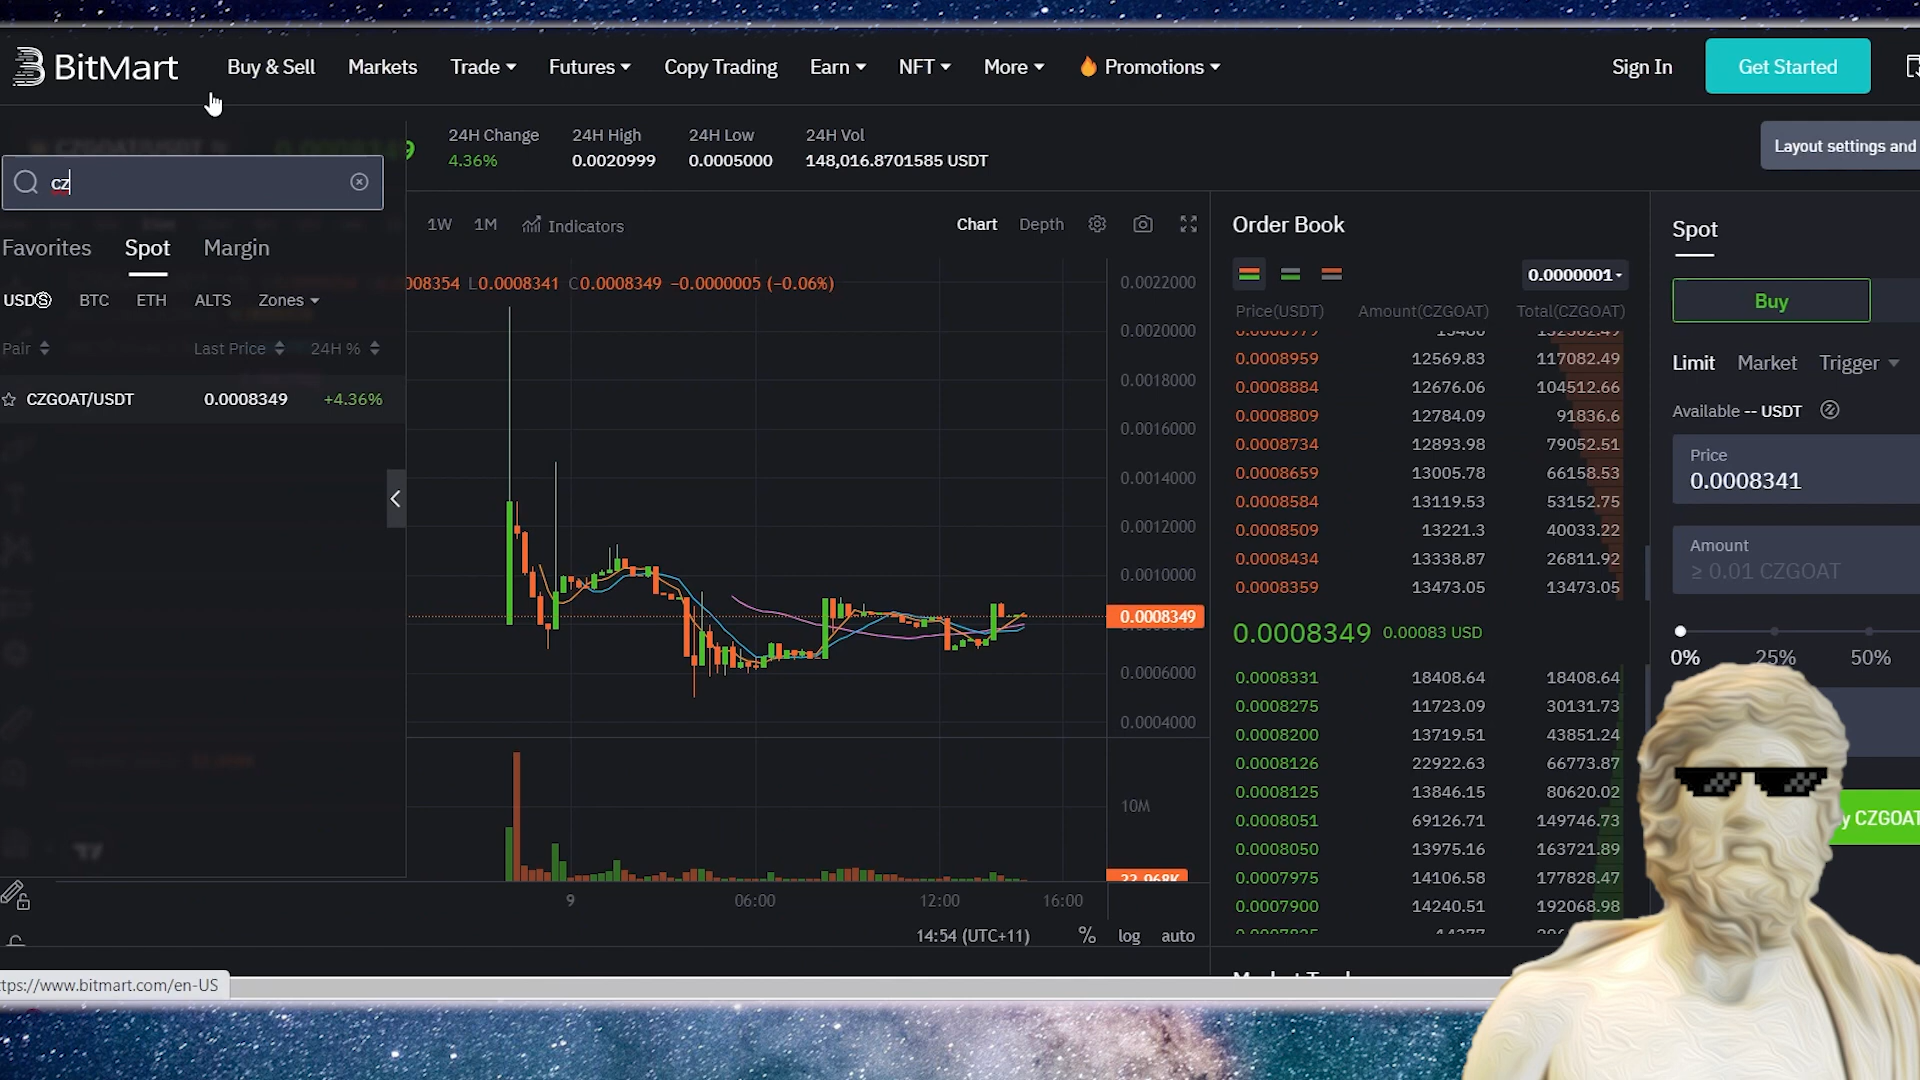 BitMart Buy & Sell Markets Trade Futures Copy Trading Earn NFT More Promotions Sign In Get Started
24H Change 24H High 24H Low 24H Vol
4.36% 0.0020999 0.0005000 148,016.8701585 USDT
Layout settings and
cz
Favorites Spot Margin
USD BTC ETH ALTS Zones
Pair Last Price 24H %
CZGOAT/USDT 0.0008349 +4.36%
1W 1M Indicators Chart Depth
008354 L0.0008341 C0.0008349 -0.0000005 (-0.06%)
0.0022000
0.0020000
0.0018000
0.0016000
0.0014000
0.0012000
0.0010000
0.0008349
0.0006000
0.0004000
10M
22.968K
9 06:00 12:00 16:00
14:54 (UTC+11) % log auto
Order Book
0.0000001
Price(USDT) Amount(CZGOAT) Total(CZGOAT)
0.0008979 13480 132562.49
0.0008959 12569.83 117082.49
0.0008884 12676.06 104512.66
0.0008809 12784.09 91836.6
0.0008734 12893.98 79052.51
0.0008659 13005.78 66158.53
0.0008584 13119.53 53152.75
0.0008509 13221.3 40033.22
0.0008434 13338.87 26811.92
0.0008359 13473.05 13473.05
0.0008349 0.00083 USD
0.0008331 18408.64 18408.64
0.0008275 11723.09 30131.73
0.0008200 13719.51 43851.24
0.0008126 22922.63 66773.87
0.0008125 13846.15 80620.02
0.0008051 69126.71 149746.73
0.0008050 13975.16 163721.89
0.0007975 14106.58 177828.47
0.0007900 14240.51 192068.98
Spot
Buy
Limit Market Trigger
Available -- USDT
Price
0.0008341
Amount
≥ 0.01 CZGOAT
0% 25% 50%
y CZGOAT
ttps://www.bitmart.com/en-US